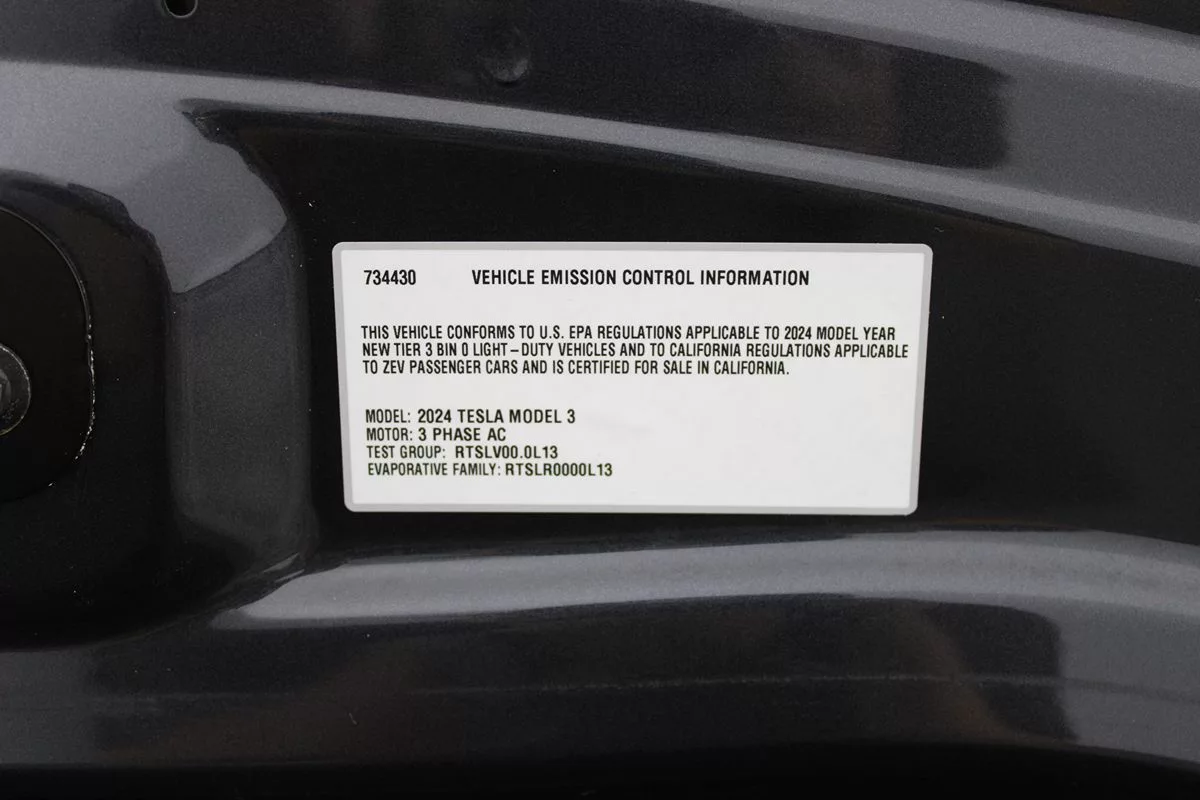 734430 VEHICLE EMISSION CONTROL INFORMATION
THIS VEHICLE CONFORMS TO U.S. EPA REGULATIONS APPLICABLE TO 2024 MODEL YEAR
NEW TIER 3 BIN 0 LIGHT-DUTY VEHICLES AND TO CALIFORNIA REGULATIONS APPLICABLE
TO ZEV PASSENGER CARS AND IS CERTIFIED FOR SALE IN CALIFORNIA.
MODEL: 2024 TESLA MODEL 3
MOTOR: 3 PHASE AC
TEST GROUP: RTSLV00.0L13
EVAPORATIVE FAMILY: RTSLR0000L13